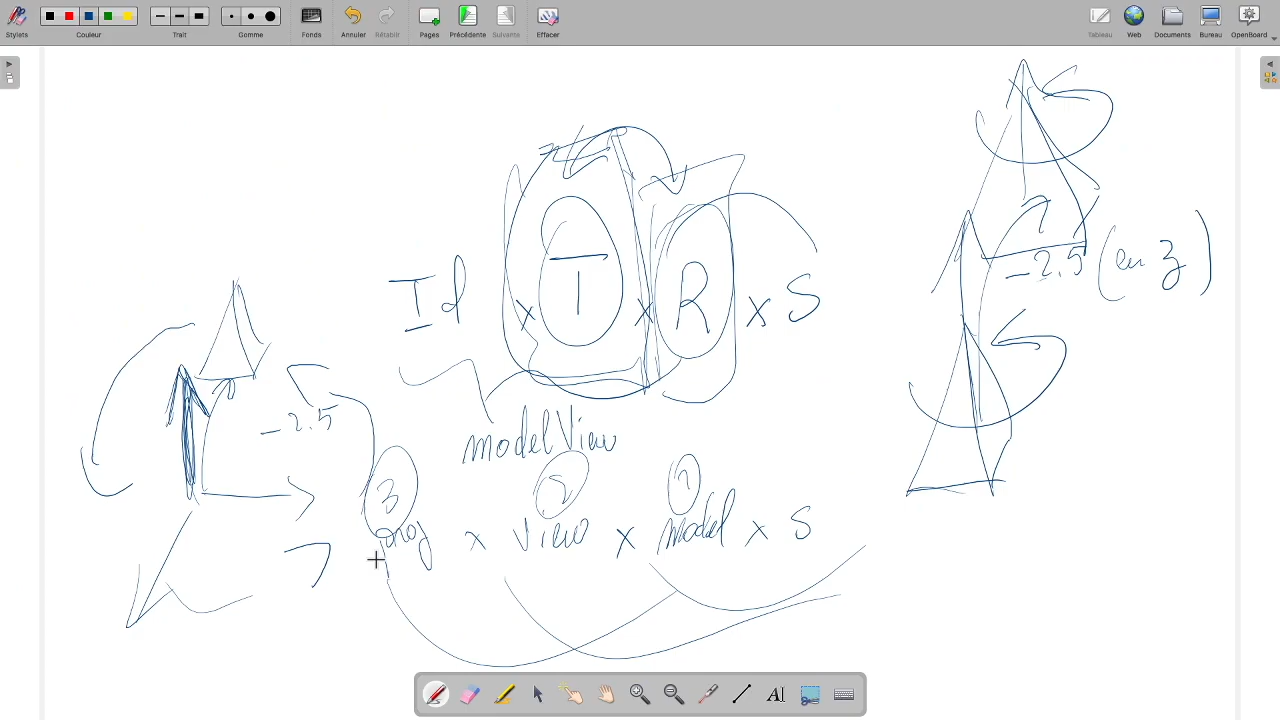 Stylets
Couleur
Trait
Gomme
Fonds
Annuler
Rétablir
Pages
Précédente
Suivante
Effacer
Tableau
Web
Documents
Bureau
OpenBoard
Id x T x R x S
-2.5 (en z)
-2.5
modelView
3 2 1
proj x View x Model x S